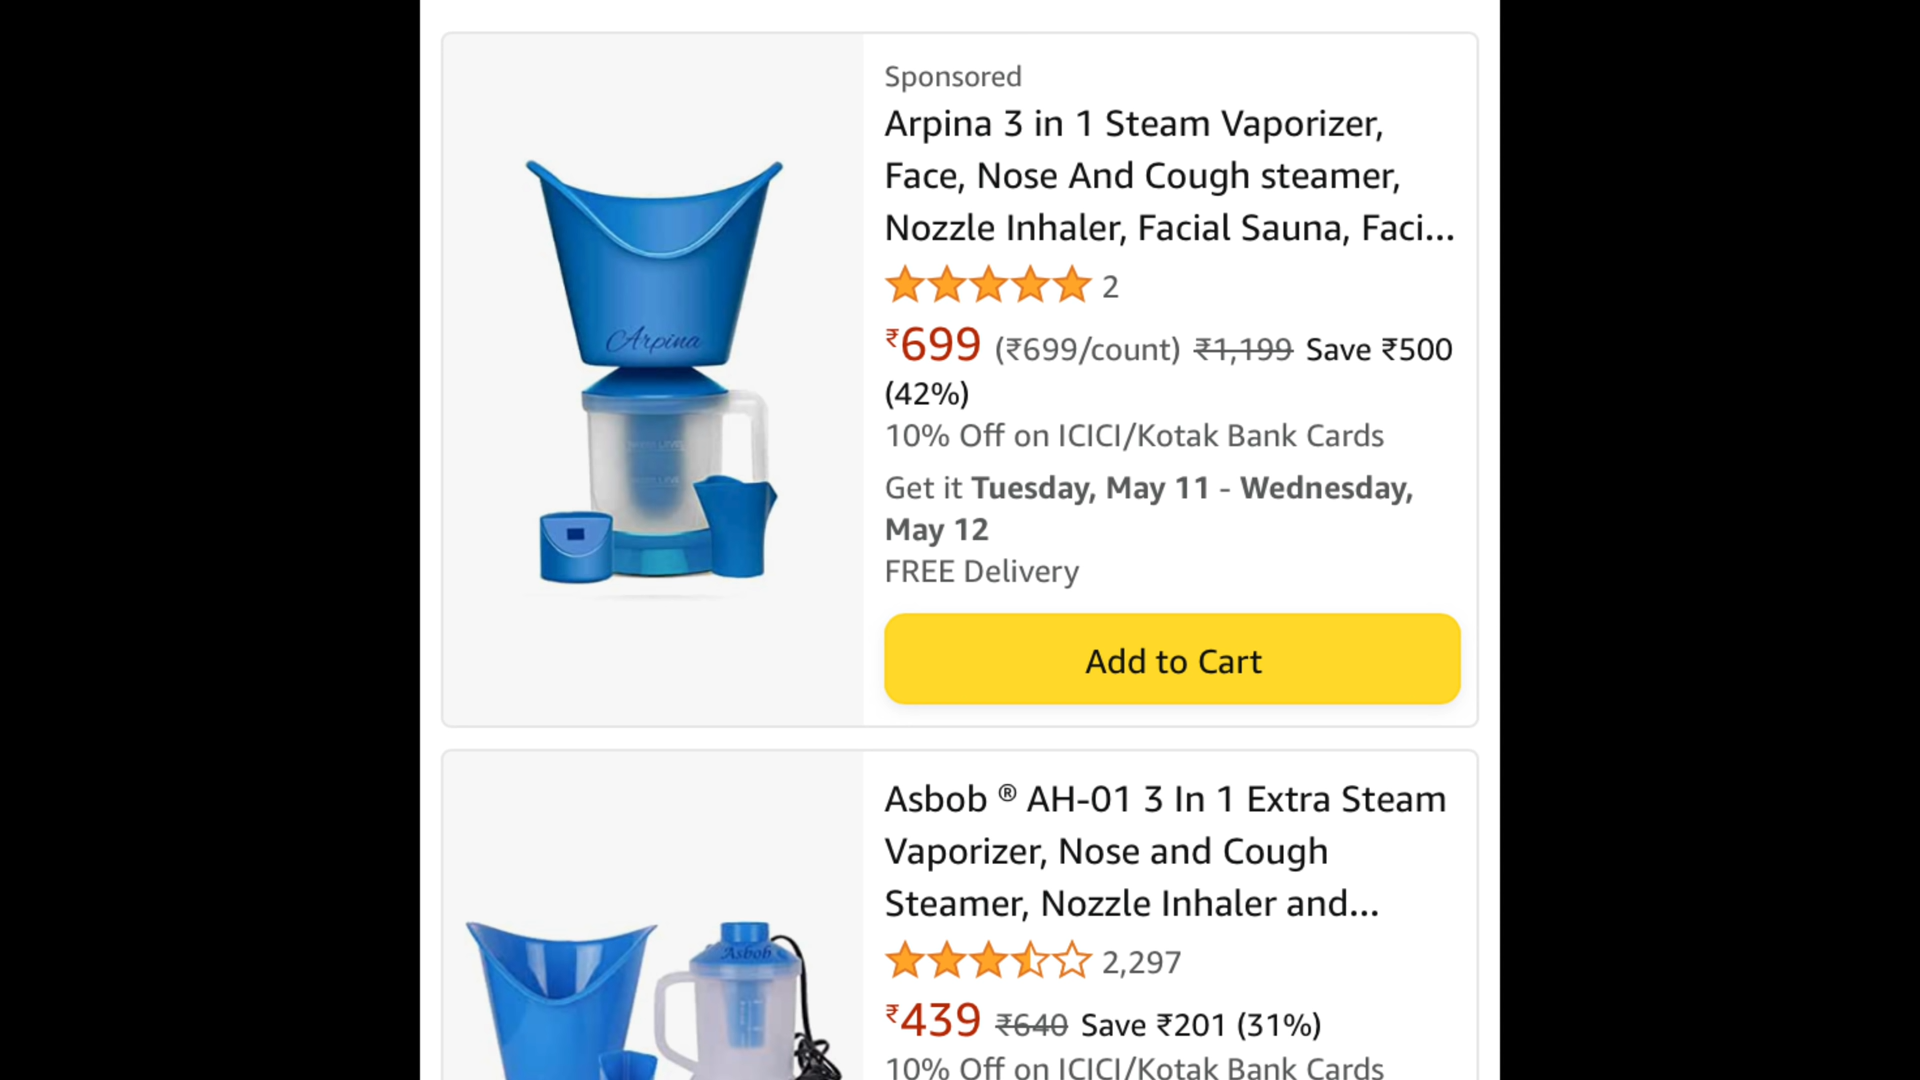 Sponsored
Arpina 3 in 1 Steam Vaporizer,
Face, Nose And Cough steamer,
Nozzle Inhaler, Facial Sauna, Faci...
2
₹699 (₹699/count) ₹1,199 Save ₹500
(42%)
10% Off on ICICI/Kotak Bank Cards
Get it Tuesday, May 11 - Wednesday,
May 12
FREE Delivery
Add to Cart
Arpina
Asbob ® AH-01 3 In 1 Extra Steam
Vaporizer, Nose and Cough
Steamer, Nozzle Inhaler and...
2,297
₹439 ₹640 Save ₹201 (31%)
10% Off on ICICI/Kotak Bank Cards
Asbob